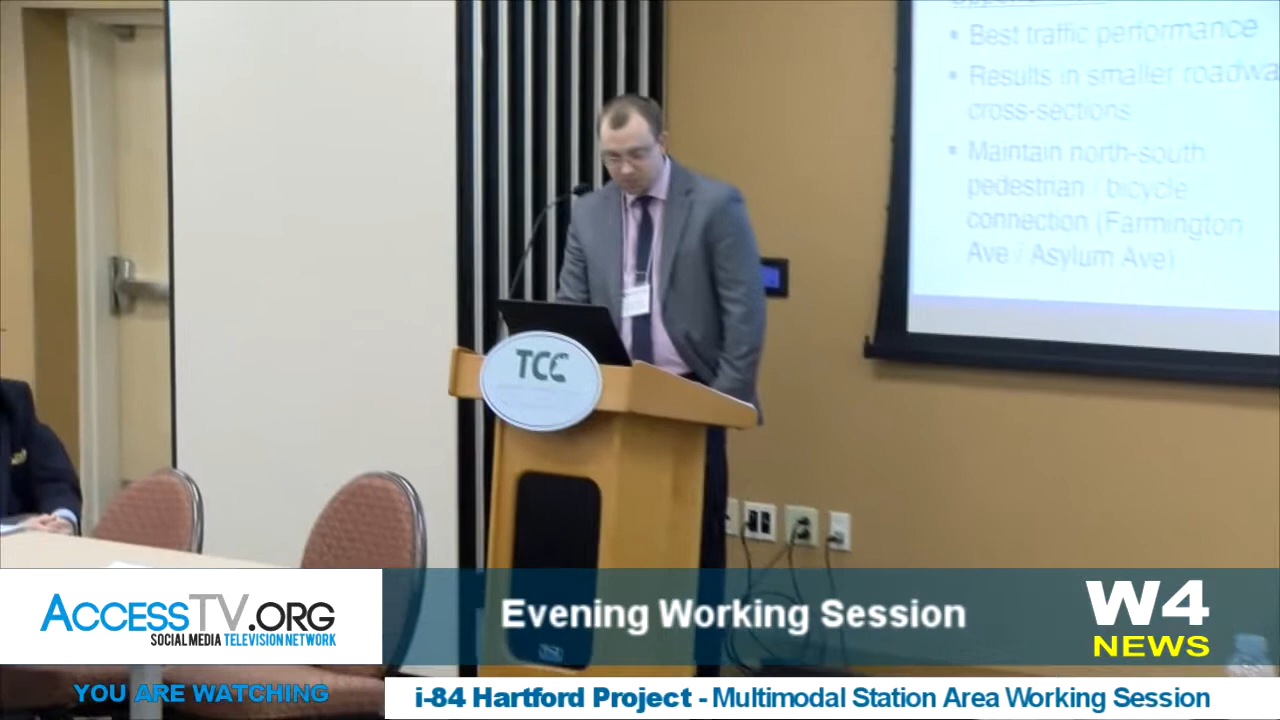 • Best traffic performance
• Results in smaller roadwa
cross-sections
• Maintain north-south
pedestrian / bicycle
connection (Farmington
Ave / Asylum Ave)
TCC
ACCESSTV.ORG
SOCIAL MEDIA TELEVISION NETWORK
Evening Working Session
W4
NEWS
YOU ARE WATCHING
i-84 Hartford Project - Multimodal Station Area Working Session